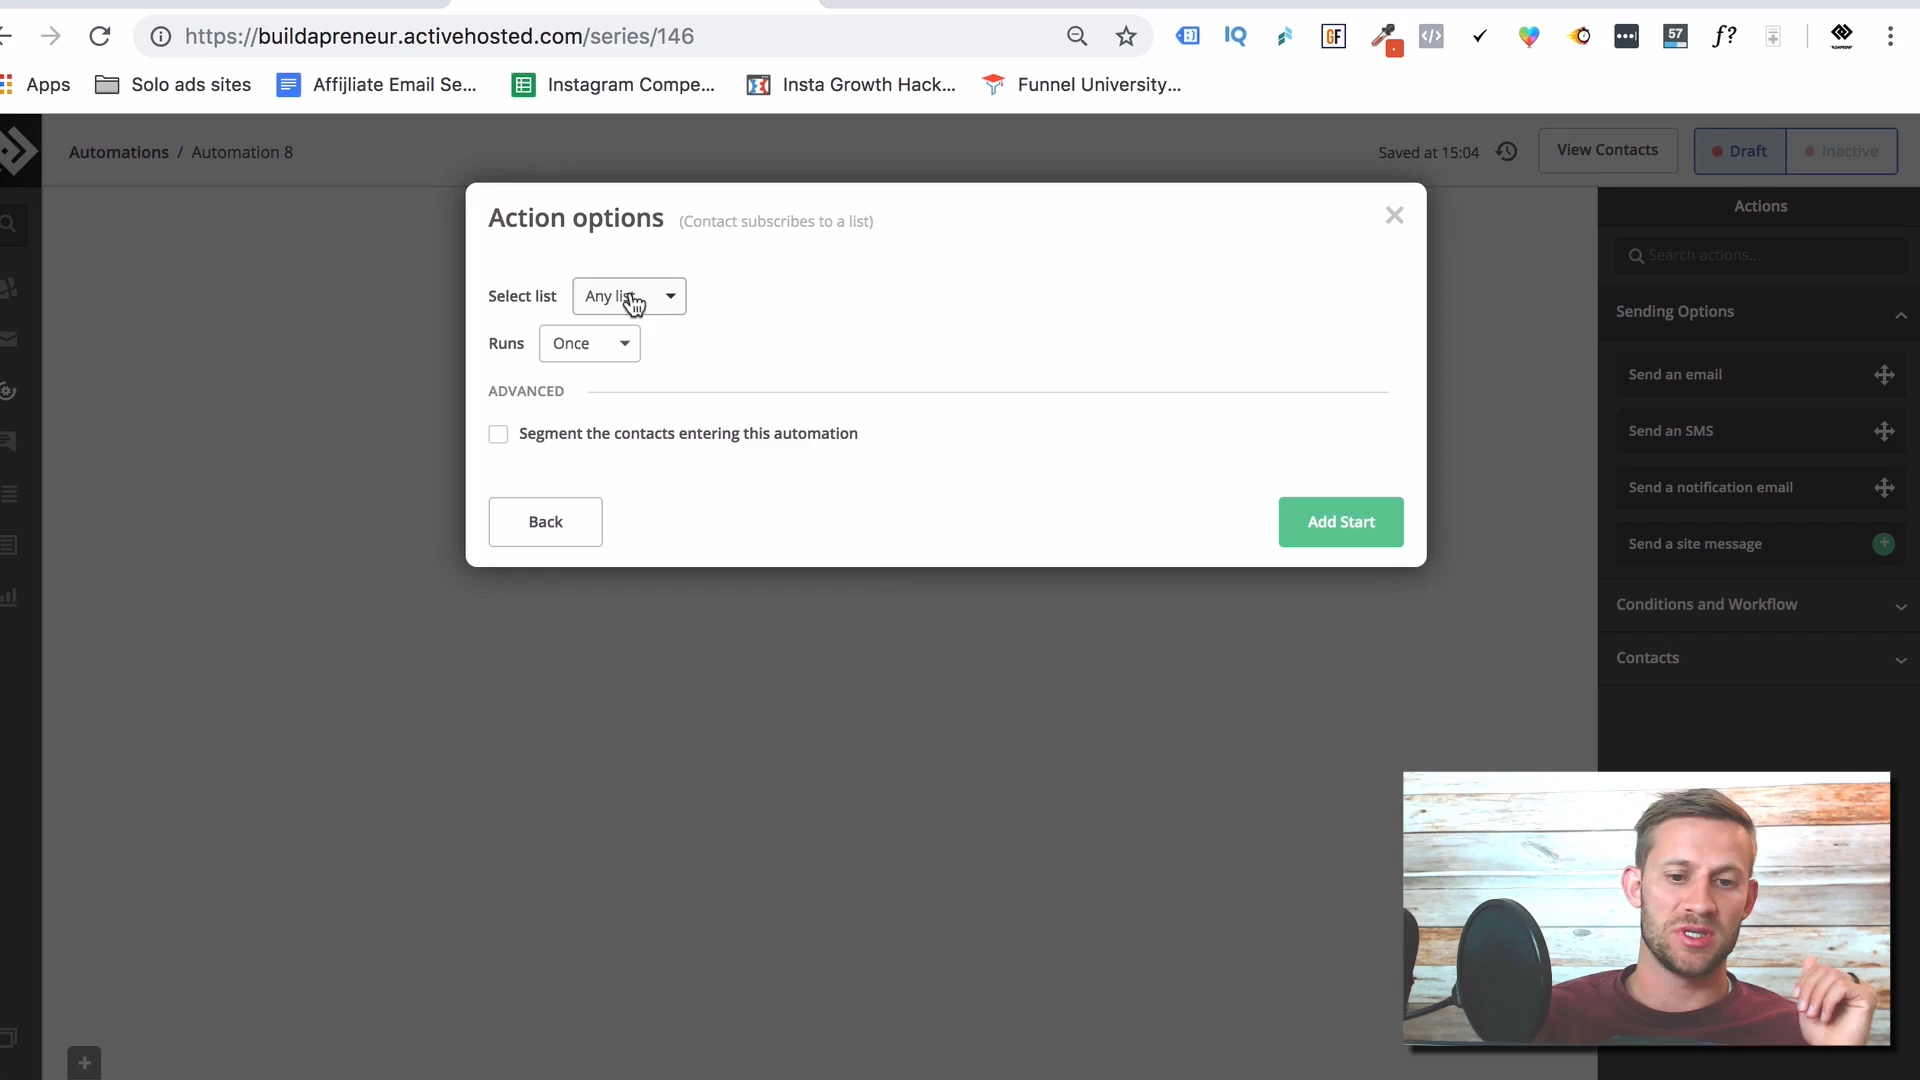 https://buildapreneur.activehosted.com/series/146
IQ
GF
57
f?
Apps
Solo ads sites
Affijliate Email Se...
Instagram Compe...
Insta Growth Hack...
Funnel University...
Automations / Automation 8
Saved at 15:04
View Contacts
Draft
Inactive
Action options (Contact subscribes to a list)
Select list
Any list
Runs
Once
ADVANCED
Segment the contacts entering this automation
Back
Add Start
Actions
Search actions...
Sending Options
Send an email
Send an SMS
Send a notification email
Send a site message
Conditions and Workflow
Contacts